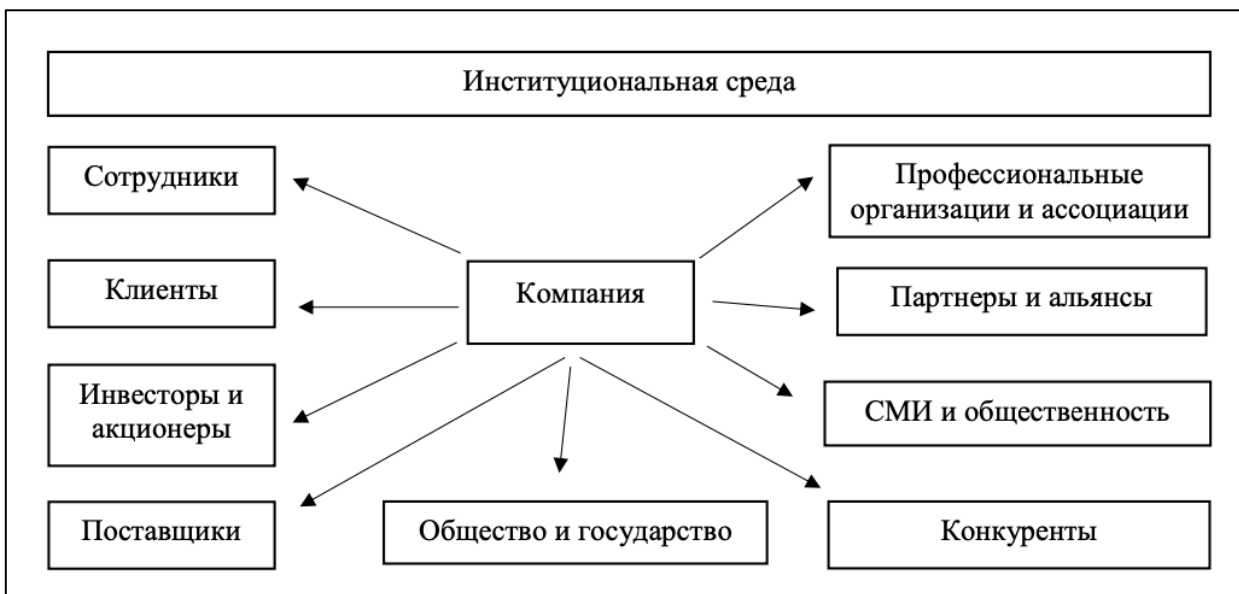 Институциональная среда
Сотрудники
Профессиональные
организации и ассоциации
Клиенты
Компания
Партнеры и альянсы
Инвесторы и
акционеры
СМИ и общественность
Поставщики
Общество и государство
Конкуренты